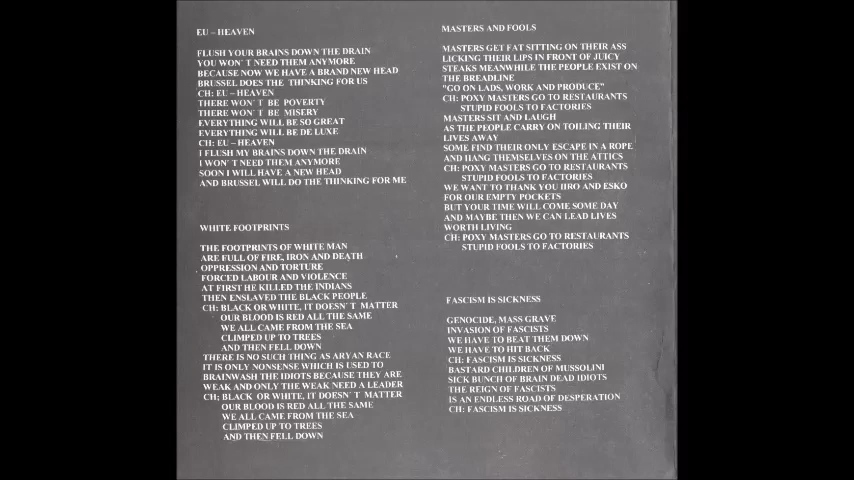 EU – HEAVEN
FLUSH YOUR BRAINS DOWN THE DRAIN
YOU WON´T NEED THEM ANYMORE
BECAUSE NOW WE HAVE A BRAND NEW HEAD
BRUSSEL DOES THE THINKING FOR US
CH: EU – HEAVEN
THERE WON´T BE POVERTY
THERE WON´T BE MISERY
EVERYTHING WILL BE SO GREAT
EVERYTHING WILL BE DE LUXE
CH: EU – HEAVEN
I FLUSH MY BRAINS DOWN THE DRAIN
I WON´T NEED THEM ANYMORE
SOON I WILL HAVE A NEW HEAD
AND BRUSSEL WILL DO THE THINKING FOR ME
WHITE FOOTPRINTS
THE FOOTPRINTS OF WHITE MAN
ARE FULL OF FIRE, IRON AND DEATH
OPPRESSION AND TORTURE
FORCED LABOUR AND VIOLENCE
AT FIRST HE KILLED THE INDIANS
THEN ENSLAVED THE BLACK PEOPLE
CH: BLACK OR WHITE, IT DOESN´T MATTER
OUR BLOOD IS RED ALL THE SAME
WE ALL CAME FROM THE SEA
CLIMPED UP TO TREES
AND THEN FELL DOWN
THERE IS NO SUCH THING AS ARYAN RACE
IT IS ONLY NONSENSE WHICH IS USED TO
BRAINWASH THE IDIOTS BECAUSE THEY ARE
WEAK AND ONLY THE WEAK NEED A LEADER
CH; BLACK OR WHITE, IT DOESN´T MATTER
OUR BLOOD IS RED ALL THE SAME
WE ALL CAME FROM THE SEA
CLIMPED UP TO TREES
AND THEN FELL DOWN
MASTERS AND FOOLS
MASTERS GET FAT SITTING ON THEIR ASS
LICKING THEIR LIPS IN FRONT OF JUICY
STEAKS MEANWHILE THE PEOPLE EXIST ON
THE BREADLINE
"GO ON LADS, WORK AND PRODUCE"
CH: POXY MASTERS GO TO RESTAURANTS
STUPID FOOLS TO FACTORIES
MASTERS SIT AND LAUGH
AS THE PEOPLE CARRY ON TOILING THEIR
LIVES AWAY
SOME FIND THEIR ONLY ESCAPE IN A ROPE
AND HANG THEMSELVES ON THE ATTICS
CH: POXY MASTERS GO TO RESTAURANTS
STUPID FOOLS TO FACTORIES
WE WANT TO THANK YOU IIRO AND ESKO
FOR OUR EMPTY POCKETS
BUT YOUR TIME WILL COME SOME DAY
AND MAYBE THEN WE CAN LEAD LIVES
WORTH LIVING
CH: POXY MASTERS GO TO RESTAURANTS
STUPID FOOLS TO FACTORIES
FASCISM IS SICKNESS
GENOCIDE, MASS GRAVE
INVASION OF FASCISTS
WE HAVE TO BEAT THEM DOWN
WE HAVE TO HIT BACK
CH: FASCISM IS SICKNESS
BASTARD CHILDREN OF MUSSOLINI
SICK BUNCH OF BRAIN DEAD IDIOTS
THE REIGN OF FASCISTS
IS AN ENDLESS ROAD OF DESPERATION
CH: FASCISM IS SICKNESS